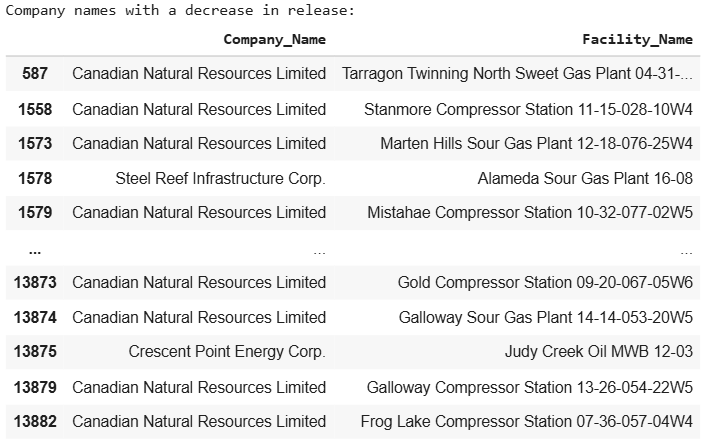 Company names with a decrease in release:
Company_Name Facility_Name
587 Canadian Natural Resources Limited Tarragon Twinning North Sweet Gas Plant 04-31-...
1558 Canadian Natural Resources Limited Stanmore Compressor Station 11-15-028-10W4
1573 Canadian Natural Resources Limited Marten Hills Sour Gas Plant 12-18-076-25W4
1578 Steel Reef Infrastructure Corp. Alameda Sour Gas Plant 16-08
1579 Canadian Natural Resources Limited Mistahae Compressor Station 10-32-077-02W5
... ... ...
13873 Canadian Natural Resources Limited Gold Compressor Station 09-20-067-05W6
13874 Canadian Natural Resources Limited Galloway Sour Gas Plant 14-14-053-20W5
13875 Crescent Point Energy Corp. Judy Creek Oil MWB 12-03
13879 Canadian Natural Resources Limited Galloway Compressor Station 13-26-054-22W5
13882 Canadian Natural Resources Limited Frog Lake Compressor Station 07-36-057-04W4